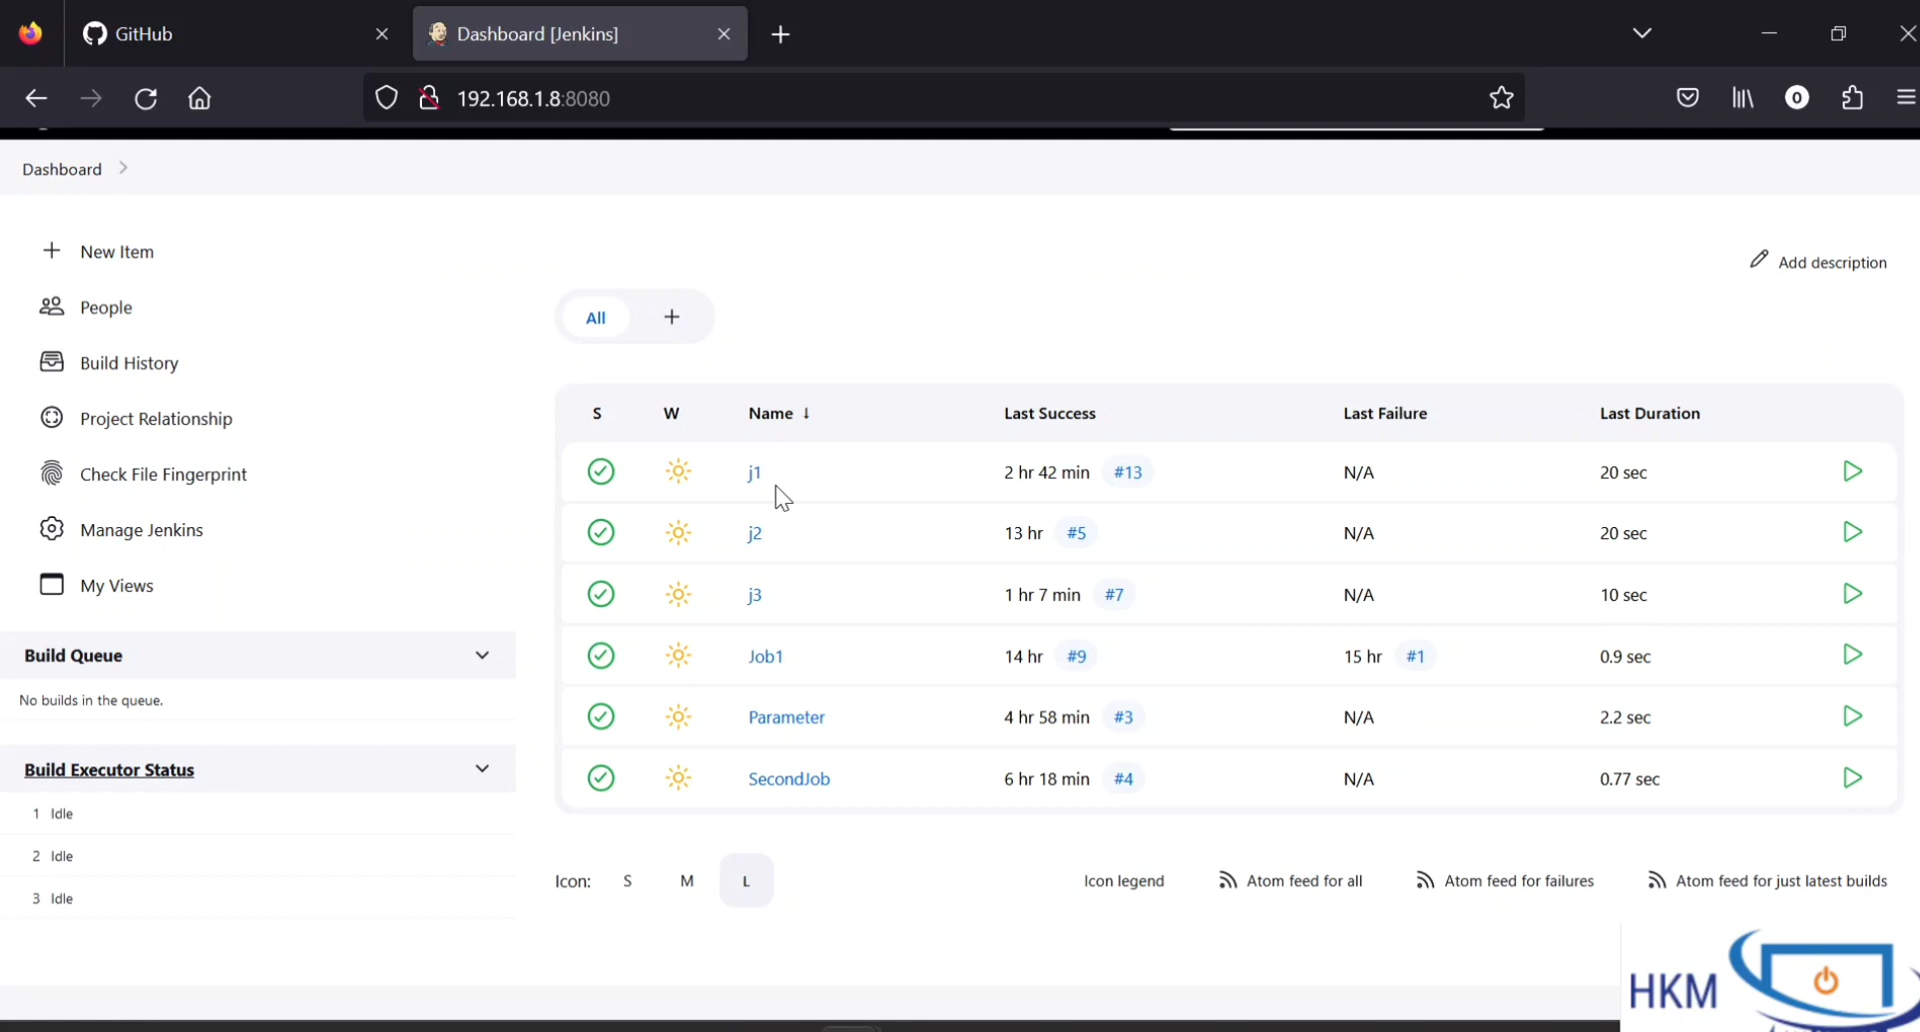 GitHub
Dashboard [Jenkins]
192.168.1.8:8080
Dashboard
New Item
People
Build History
Project Relationship
Check File Fingerprint
Manage Jenkins
My Views
Build Queue
No builds in the queue.
Build Executor Status
1 Idle
2 Idle
3 Idle
Add description
All +
S W Name ↓ Last Success Last Failure Last Duration
j1 2 hr 42 min #13 N/A 20 sec
j2 13 hr #5 N/A 20 sec
j3 1 hr 7 min #7 N/A 10 sec
Job1 14 hr #9 15 hr #1 0.9 sec
Parameter 4 hr 58 min #3 N/A 2.2 sec
SecondJob 6 hr 18 min #4 N/A 0.77 sec
Icon: S M L Icon legend Atom feed for all Atom feed for failures Atom feed for just latest builds
HKM